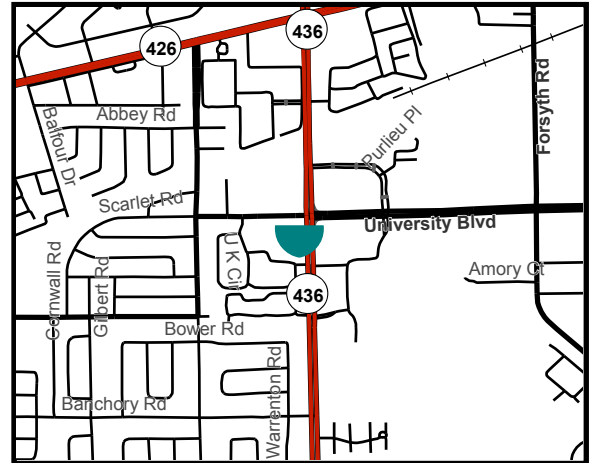 436
426
Forsyth Rd
Abbey Rd
Balfour Dr
Purlieu Pl
Scarlet Rd
University Blvd
U K Cir
Cornwall Rd
Gilbert Rd
Amory Ct
436
Bower Rd
Warrenton Rd
Banchory Rd